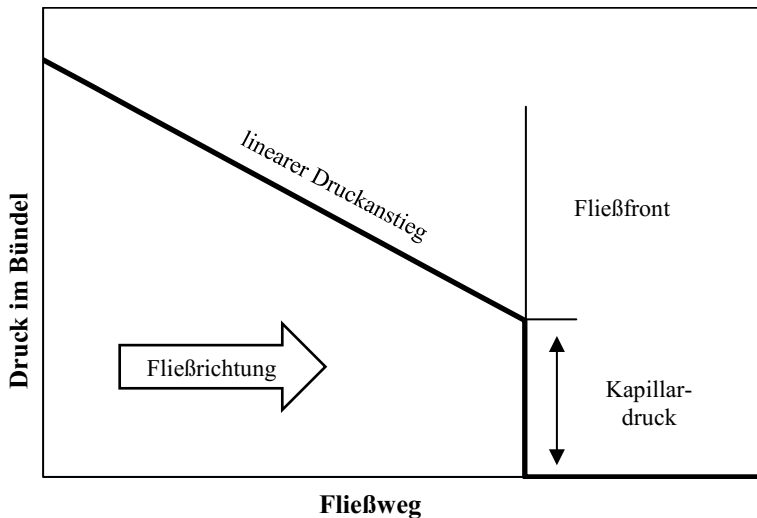 linearer Druckanstieg
Fließfront
Druck im Bündel
Fließrichtung
Kapillar-
druck
Fließweg